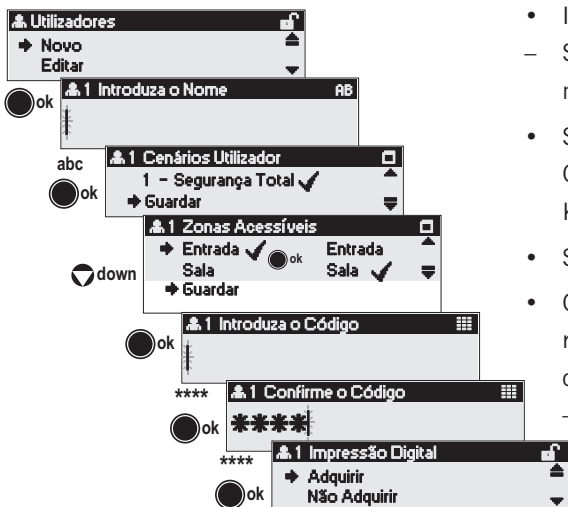 Utilizadores
Novo
Editar
ok
1 Introduza o Nome AB
abc
ok
1 Cenários Utilizador
1 - Segurança Total
Guardar
1 Zonas Acessíveis
Entrada ok Entrada
Sala Sala
down
Guardar
1 Introduza o Código
ok
****
1 Confirme o Código
ok ****
****
1 Impressão Digital
Adquirir
ok Não Adquirir